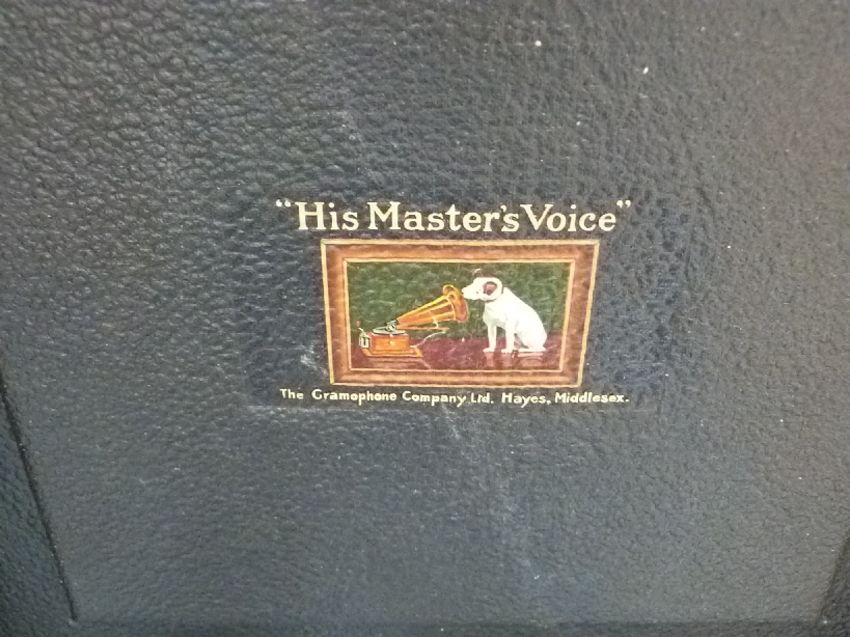 "His Master's Voice"
The Gramophone Company Ltd. Hayes, Middlesex.